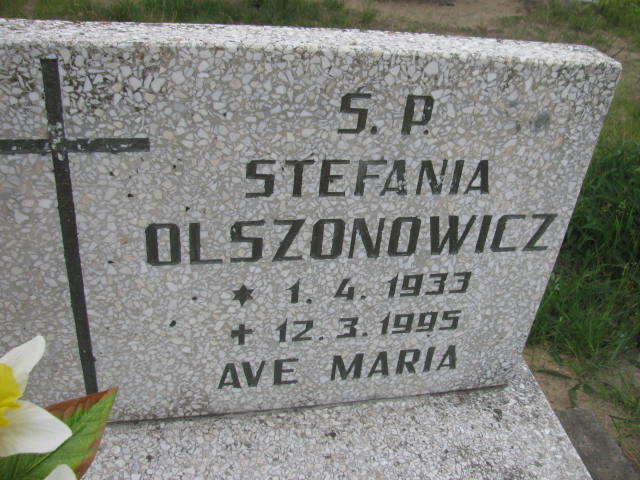 Ś. P.
STEFANIA
OLSZONOWICZ
* 1. 4. 1933
+ 12. 3. 1995
AVE MARIA